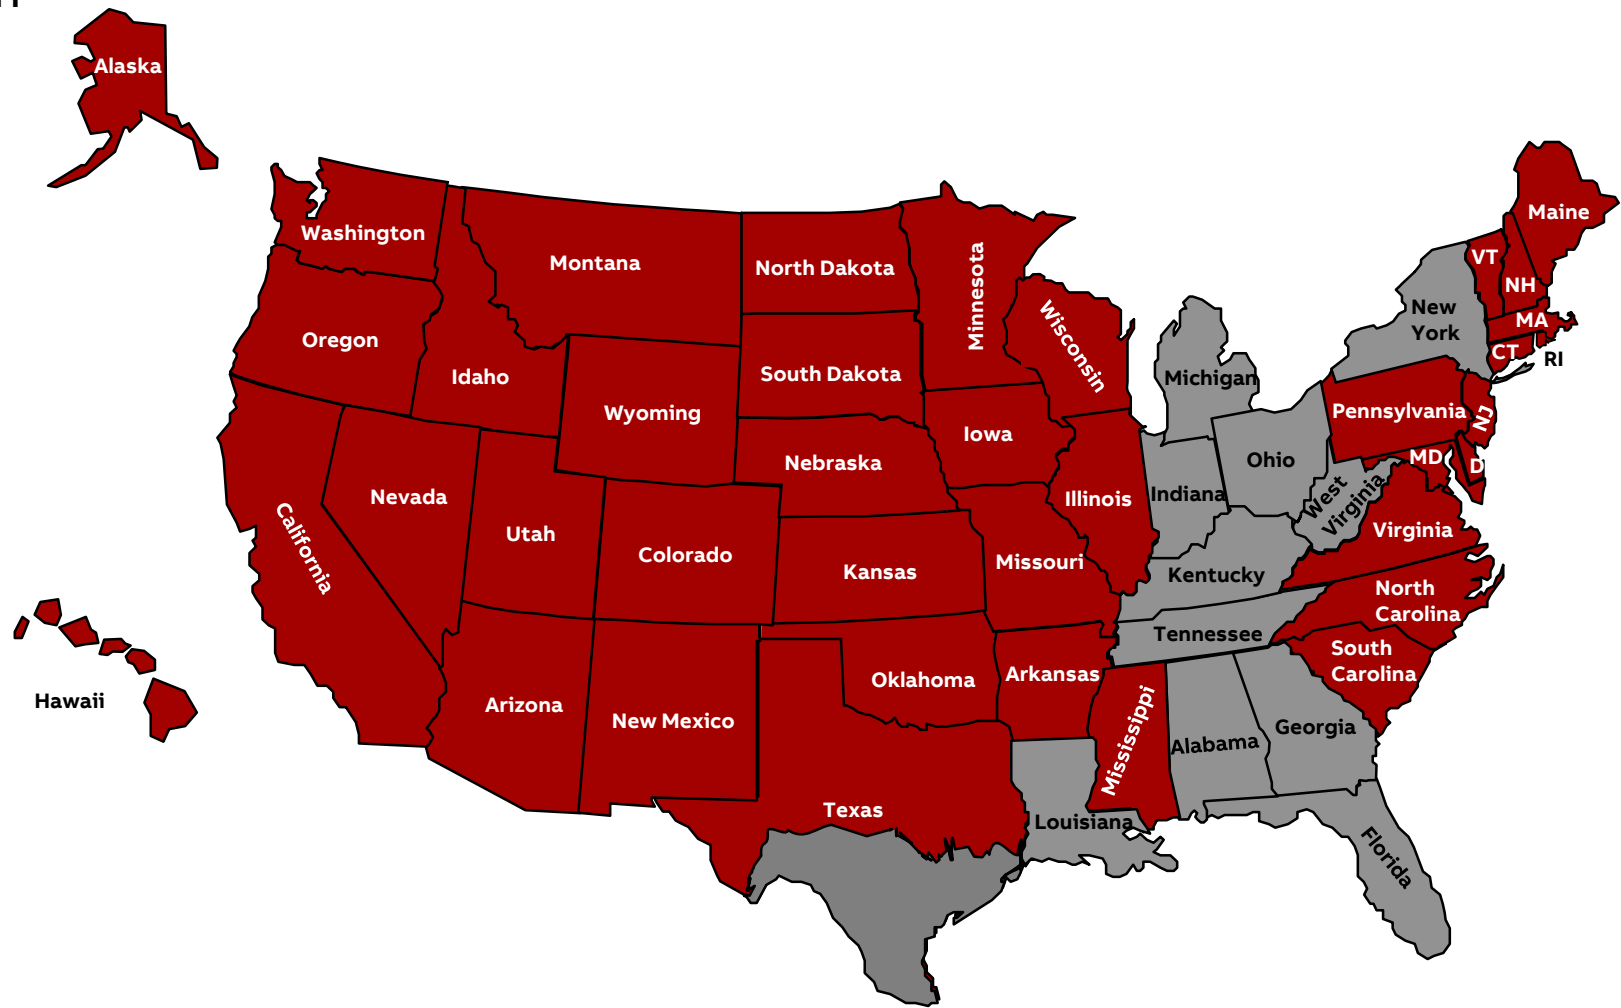 Alaska
Washington
Montana
North Dakota
Minnesota
Maine
VT
NH
Oregon
Idaho
South Dakota
Wisconsin
Michigan
New
York
MA
CT
RI
Wyoming
Iowa
Pennsylvania
NJ
Nebraska
Ohio
MD
D
Nevada
Illinois
Indiana
West
Virginia
California
Utah
Colorado
Kansas
Missouri
Kentucky
Virginia
North
Carolina
Tennessee
South
Carolina
Hawaii
Arizona
New Mexico
Oklahoma
Arkansas
Mississippi
Alabama
Georgia
Texas
Louisiana
Florida